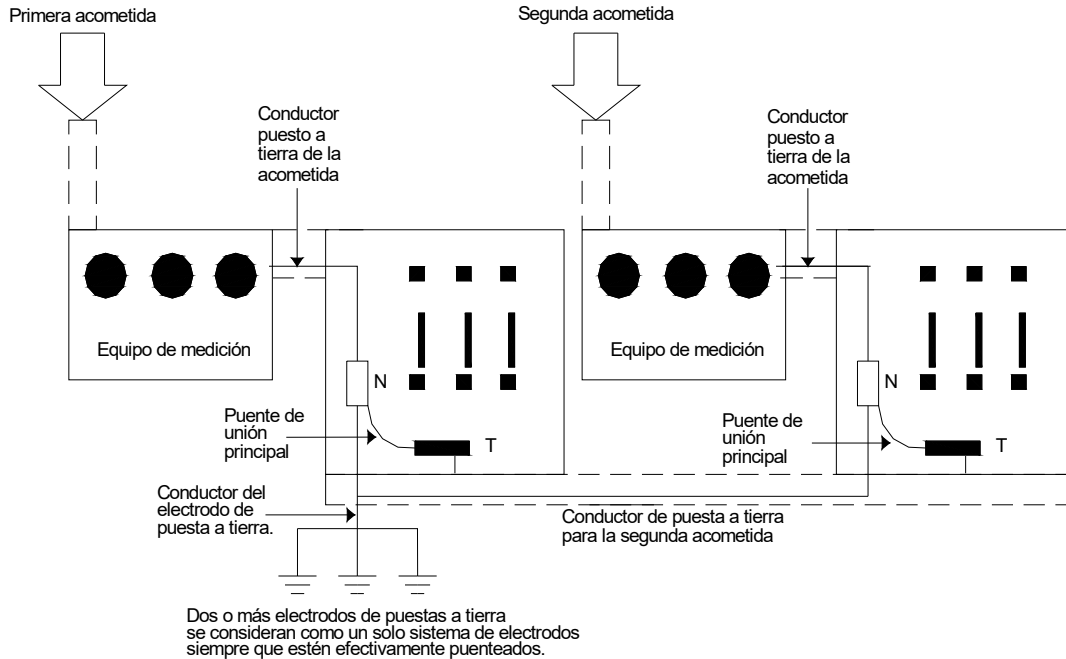 Primera acometida
Segunda acometida
Conductor
puesto a
tierra de la
acometida
Conductor
puesto a
tierra de la
acometida
Equipo de medición
N
Puente de
unión
principal
T
Equipo de medición
N
Puente de
unión
principal
T
Conductor del
electrodo de
puesta a tierra.
Conductor de puesta a tierra
para la segunda acometida
Dos o más electrodos de puestas a tierra
se consideran como un solo sistema de electrodos
siempre que estén efectivamente puenteados.